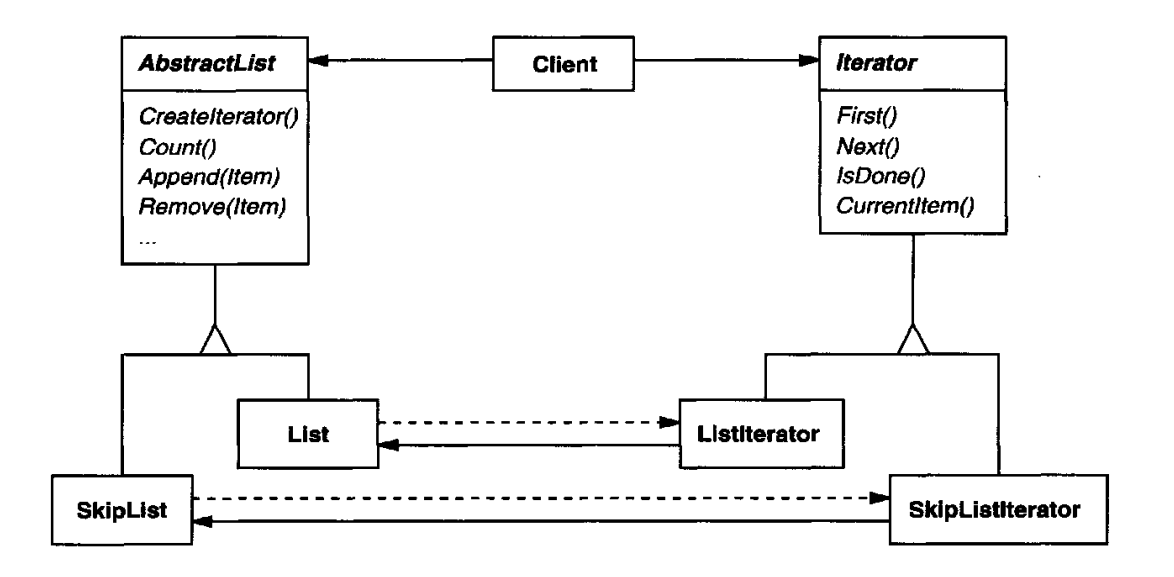 AbstractList
CreateIterator()
Count()
Append(Item)
Remove(Item)
...
Client
Iterator
First()
Next()
IsDone()
CurrentItem()
List
ListIterator
SkipList
SkipListIterator